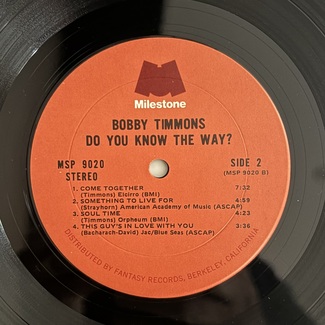 Milestone
BOBBY TIMMONS
DO YOU KNOW THE WAY?
MSP 9020
STEREO
SIDE 2
(MSP 9020 B)
1. COME TOGETHER 7:32
(Timmons) Elcirro (BMI)
2. SOMETHING TO LIVE FOR 4:59
(Strayhorn) American Academy of Music (ASCAP)
3. SOUL TIME 4:23
(Timmons) Orpheum (BMI)
4. THIS GUY'S IN LOVE WITH YOU 3:36
(Bacharach-David) Jac/Blue Seas (ASCAP)
DISTRIBUTED BY FANTASY RECORDS, BERKELEY, CALIFORNIA